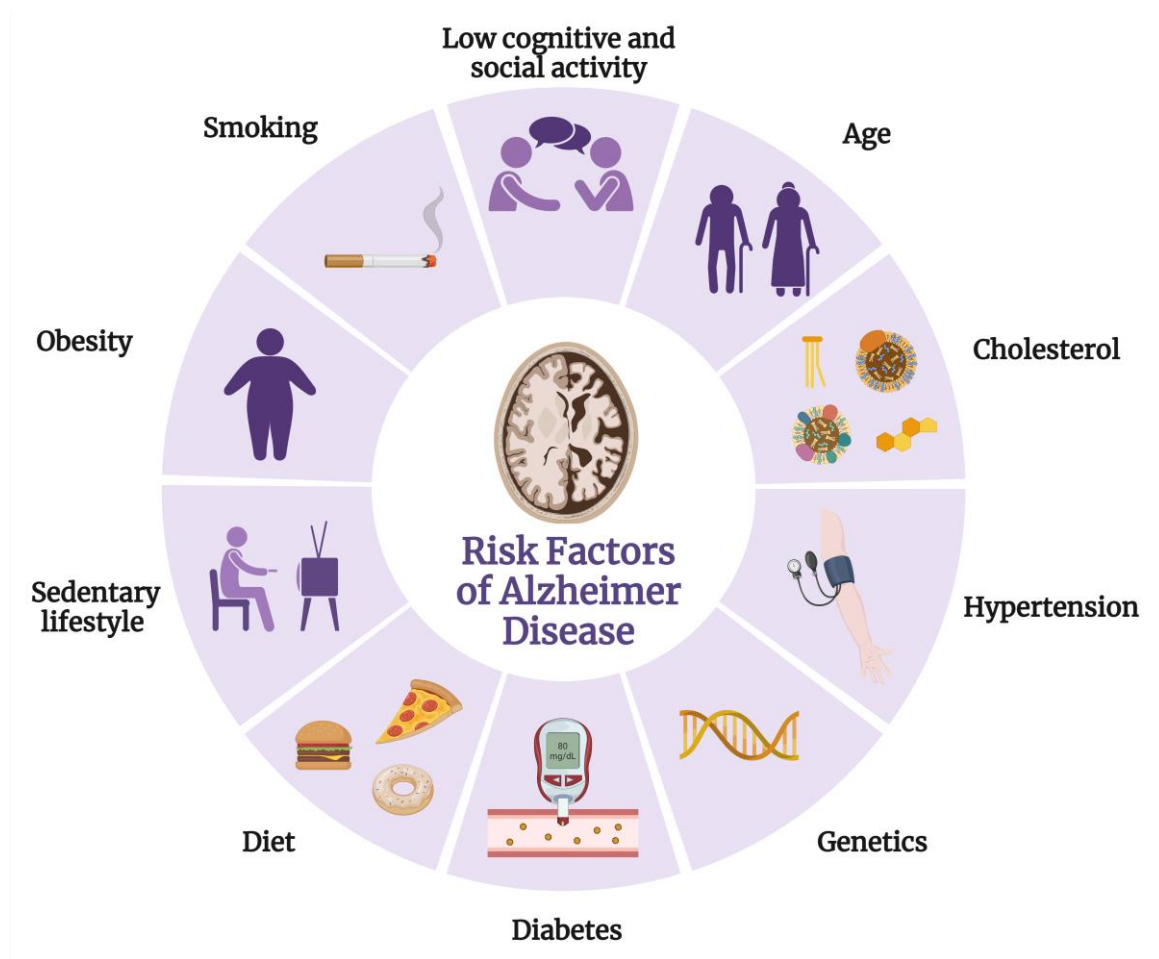 Low cognitive and
social activity
Smoking
Age
Obesity
Cholesterol
Risk Factors
of Alzheimer
Disease
Sedentary
lifestyle
Hypertension
80
mg/dL
Diet
Genetics
Diabetes